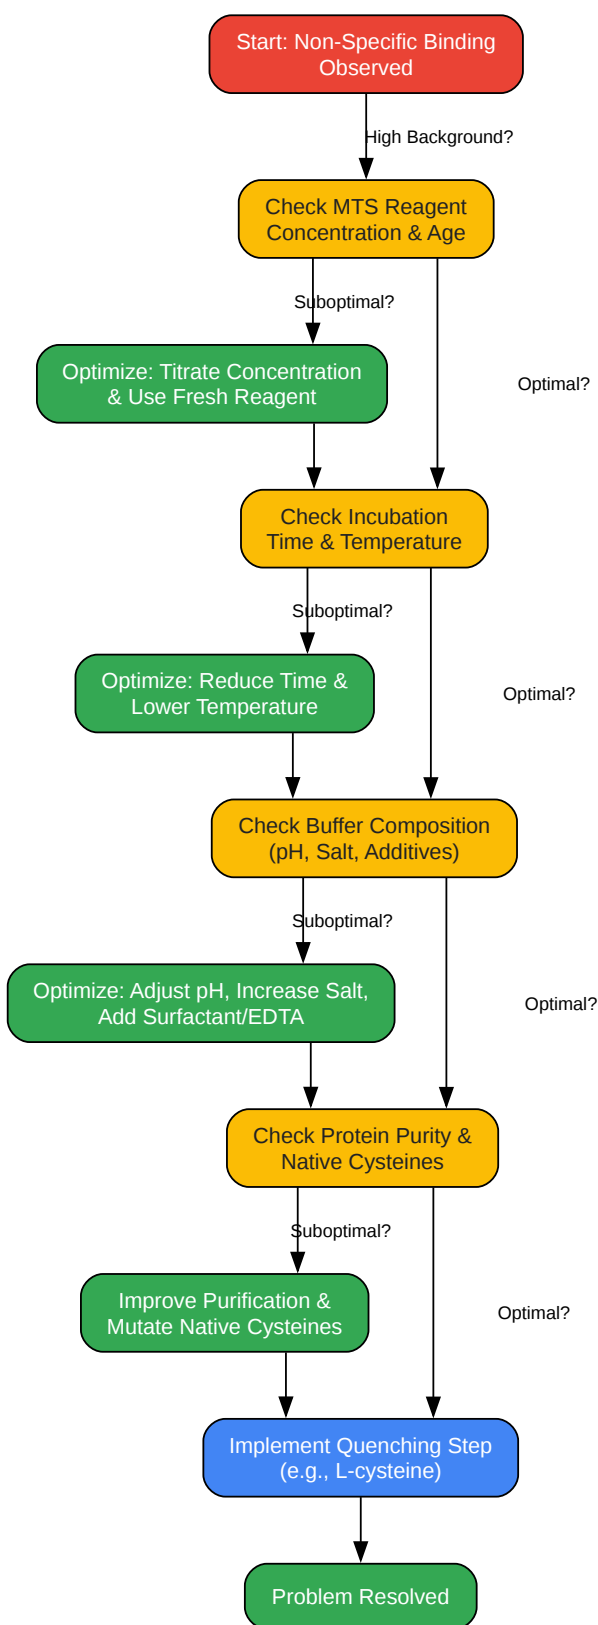 Start: Non-Specific Binding
Observed
High Background?
Check MTS Reagent
Concentration & Age
Suboptimal?
Optimize: Titrate Concentration
& Use Fresh Reagent
Optimal?
Check Incubation
Time & Temperature
Suboptimal?
Optimize: Reduce Time &
Lower Temperature
Optimal?
Check Buffer Composition
(pH, Salt, Additives)
Suboptimal?
Optimize: Adjust pH, Increase Salt,
Add Surfactant/EDTA
Optimal?
Check Protein Purity &
Native Cysteines
Suboptimal?
Improve Purification &
Mutate Native Cysteines
Optimal?
Implement Quenching Step
(e.g., L-cysteine)
Problem Resolved